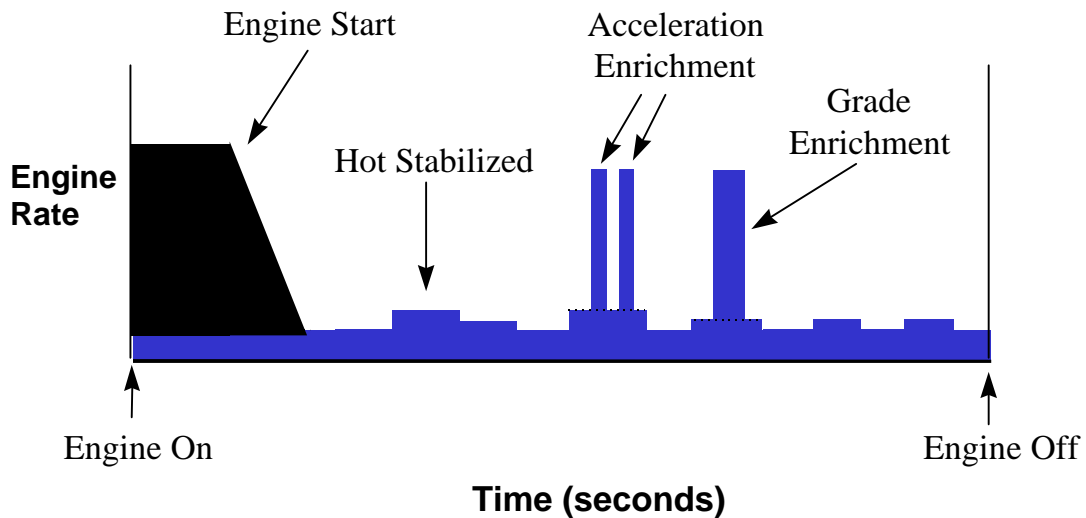 Engine Start
Acceleration
Enrichment
Grade
Enrichment
Hot Stabilized
Engine
Rate
Engine On
Engine Off
Time (seconds)